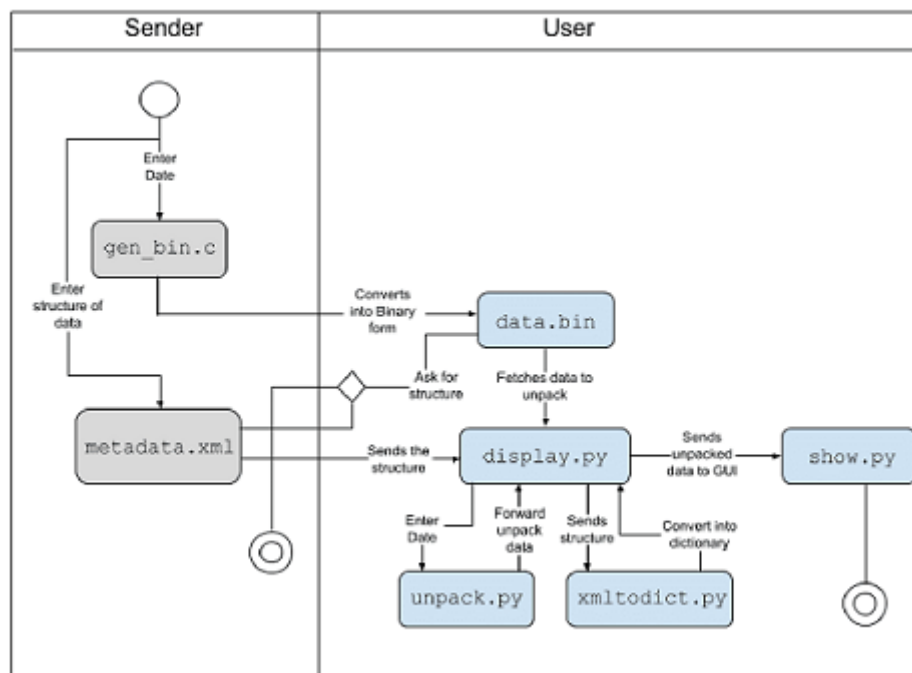 Sender
User
Enter
Date
gen_bin.c
Enter
structure of
data
Converts
into Binary
form
data.bin
Ask for
structure
Fetches data to
unpack
metadata.xml
Sends the
structure
display.py
Sends
unpacked
data to GUI
show.py
Enter
Date
Forward
unpack
data
Sends
structure
Convert into
dictionary
unpack.py
xmltodict.py